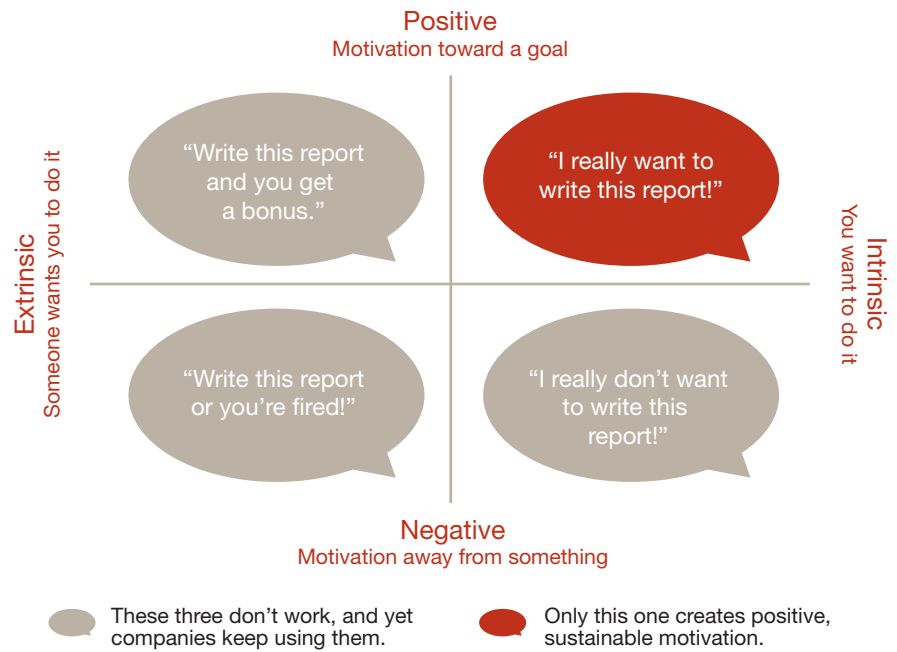 Positive
Motivation toward a goal
Extrinsic
Someone wants you to do it
“Write this report
and you get
a bonus.”
“I really want to
write this report!”
Intrinsic
You want to do it
“Write this report
or you’re fired!”
“I really don’t want
to write this
report!”
Negative
Motivation away from something
These three don’t work, and yet
companies keep using them.
Only this one creates positive,
sustainable motivation.